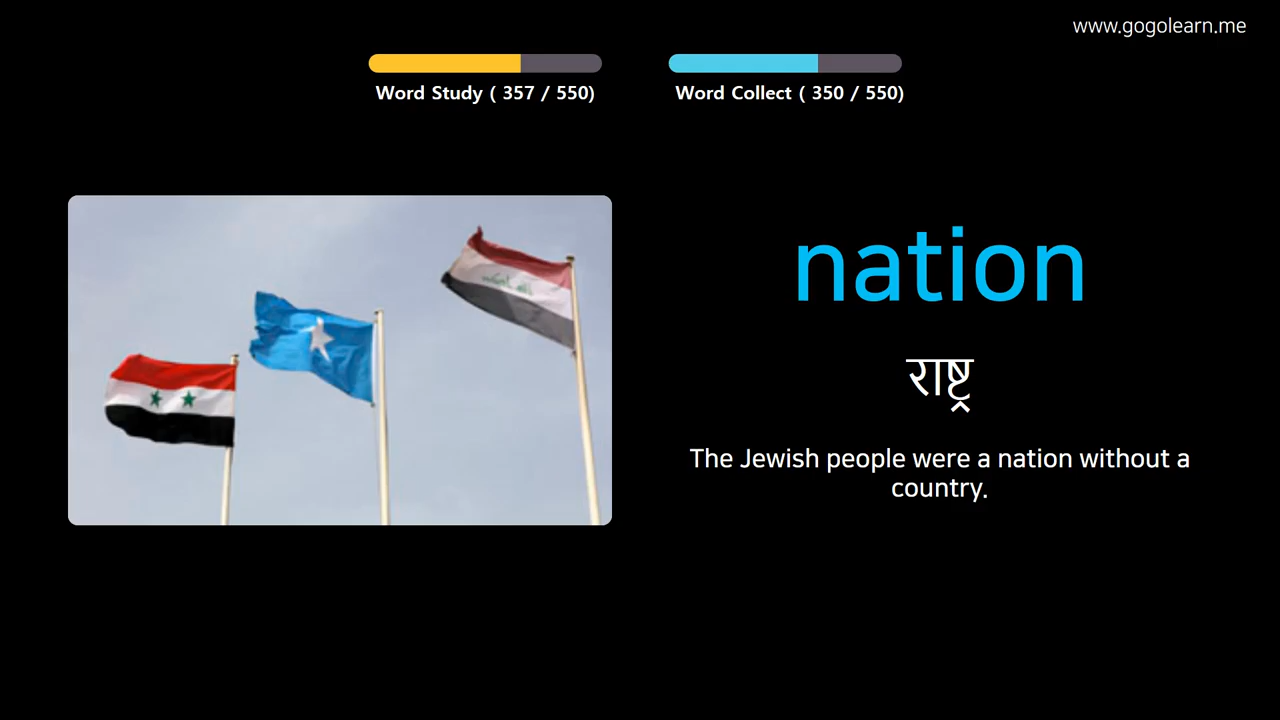 www.gogolearn.me
Word Study ( 357 / 550)
Word Collect ( 350 / 550)
nation
राष्ट्र
The Jewish people were a nation without a
country.